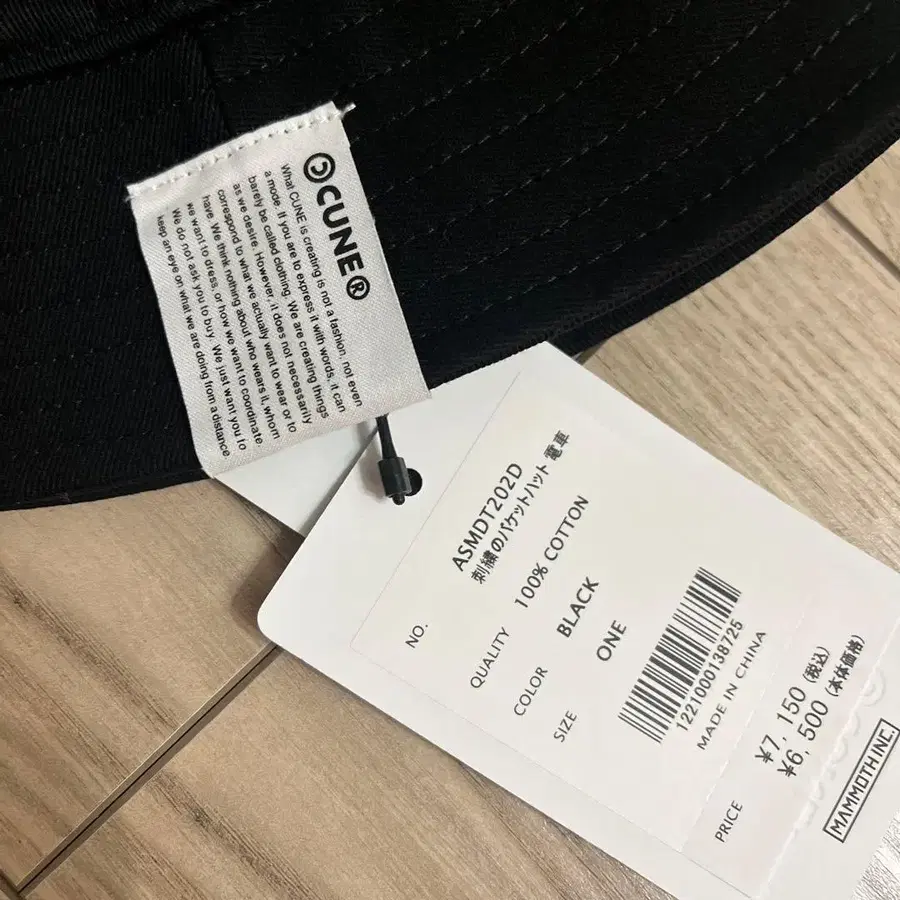 ©CUNE®
What CUNE is creating is not a fashion, not even
a mode. If you are to express it with words, it can
barely be called clothing. We are creating things
as we desire. However, it does not necessarily
correspond to what we actually want to wear or to
have. We think nothing about who wears it, whom
we want to dress, or how we want to coordinate.
We do not ask you to buy. We just want you to
keep an eye on what we are doing from a distance.
NO. ASMDT202D
刺繍のバケットハット 電車
QUALITY 100% COTTON
COLOR BLACK
SIZE ONE
1221000138725
MADE IN CHINA
PRICE ¥7,150 (税込)
¥6,500 (本体価格)
MAMMOTH INC.